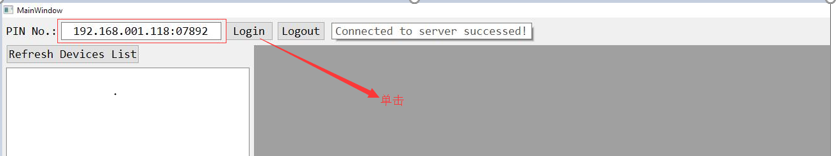 MainWindow
PIN No.: 192.168.001.118:07892 Login Logout Connected to server successed!
Refresh Devices List
.
单击